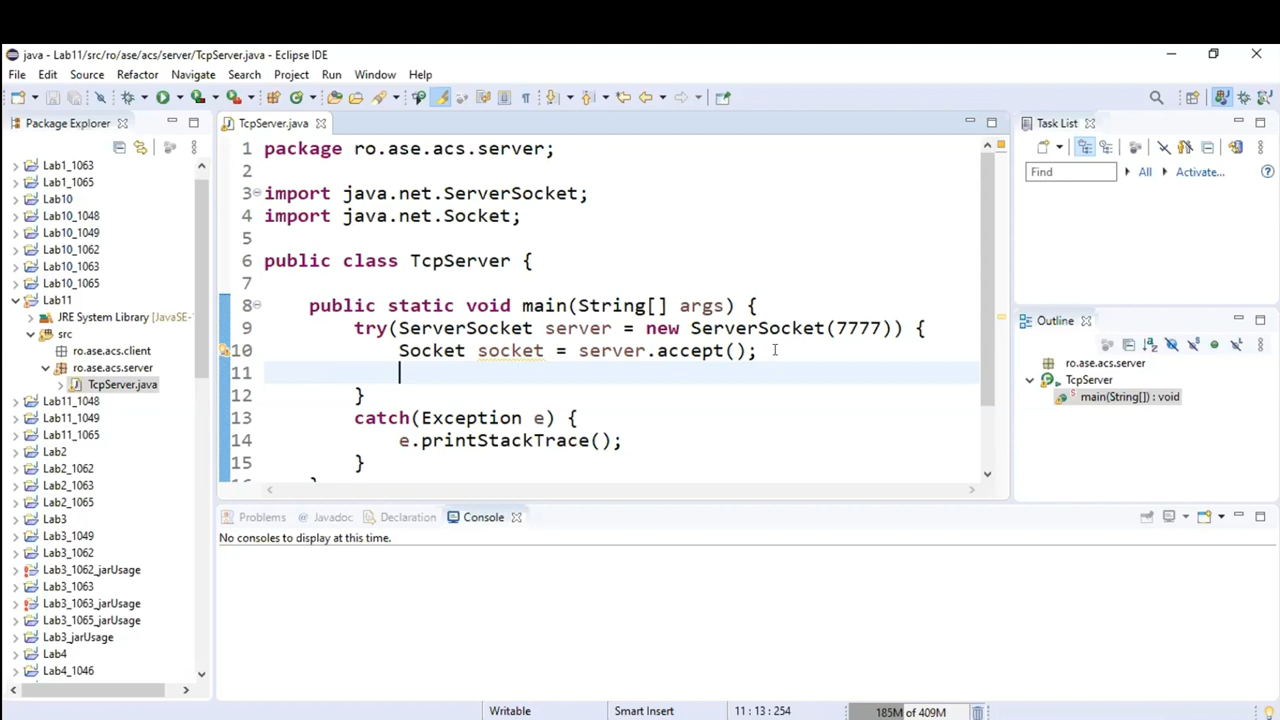 java - Lab11/src/ro/ase/acs/server/TcpServer.java - Eclipse IDE
File Edit Source Refactor Navigate Search Project Run Window Help
Package Explorer
Lab1_1063
Lab1_1065
Lab10
Lab10_1048
Lab10_1049
Lab10_1062
Lab10_1063
Lab10_1065
Lab11
JRE System Library [JavaSE-
src
ro.ase.acs.client
ro.ase.acs.server
TcpServer.java
Lab11_1048
Lab11_1049
Lab11_1065
Lab2
Lab2_1062
Lab2_1063
Lab2_1065
Lab3
Lab3_1049
Lab3_1062
Lab3_1062_jarUsage
Lab3_1063
Lab3_1063_jarUsage
Lab3_1065_jarUsage
Lab3_jarUsage
Lab4
Lab4_1046
TcpServer.java
1 package ro.ase.acs.server;
2
3 import java.net.ServerSocket;
4 import java.net.Socket;
5
6 public class TcpServer {
7
8 public static void main(String[] args) {
9 try(ServerSocket server = new ServerSocket(7777)) {
10 Socket socket = server.accept();
11
12 }
13 catch(Exception e) {
14 e.printStackTrace();
15 }
Task List
Find All Activate...
Outline
ro.ase.acs.server
TcpServer
main(String[]) : void
Problems Javadoc Declaration Console
No consoles to display at this time.
Writable Smart Insert 11 : 13 : 254 185M of 409M